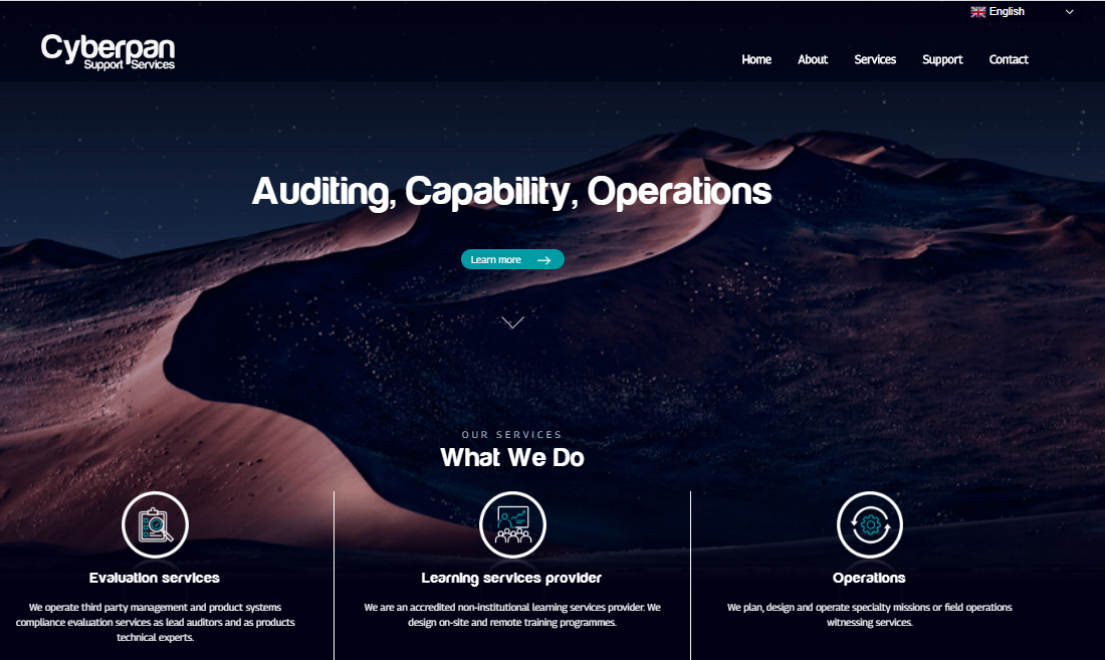 English
Cyberpan
Support Services
Home About Services Support Contact
Auditing, Capability, Operations
Learn more
OUR SERVICES
What We Do
Evaluation services
We operate third party management and product systems
compliance evaluation services as lead auditors and as products
technical experts.
Learning services provider
We are an accredited non-institutional learning services provider. We
design on-site and remote training programmes.
Operations
We plan, design and operate specialty missions or field operations
witnessing services.